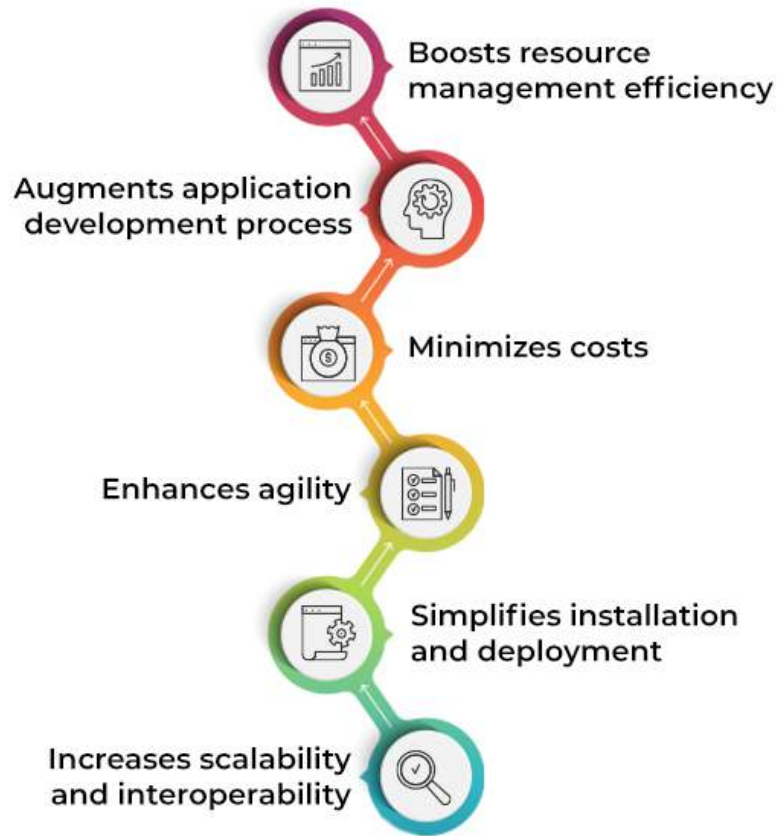 Boosts resource
management efficiency
Augments application
development process
$
Minimizes costs
Enhances agility
Simplifies installation
and deployment
Increases scalability
and interoperability